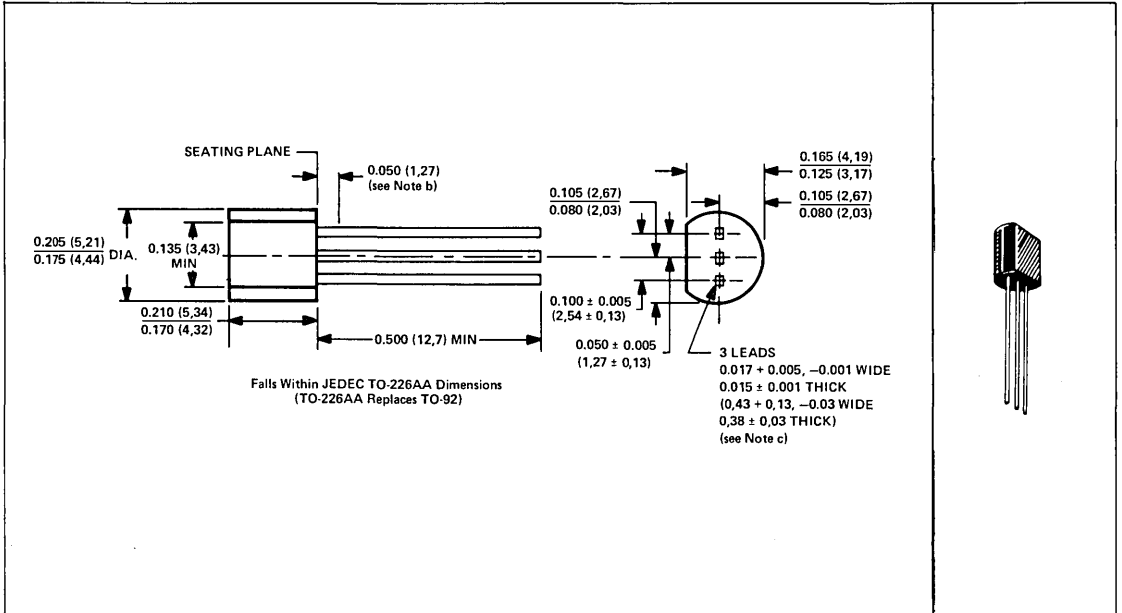 SEATING PLANE
0.050 (1,27)
(see Note b)
0.205 (5,21)
0.175 (4,44) DIA.
0.135 (3,43)
MIN
0.210 (5,34)
0.170 (4,32)
0.500 (12,7) MIN
Falls Within JEDEC TO-226AA Dimensions
(TO-226AA Replaces TO-92)
0.165 (4,19)
0.125 (3,17)
0.105 (2,67)
0.080 (2,03)
0.105 (2,67)
0.080 (2,03)
0.100 ± 0.005
(2,54 ± 0,13)
0.050 ± 0.005
(1,27 ± 0,13)
3 LEADS
0.017 + 0.005, −0.001 WIDE
0.015 ± 0.001 THICK
(0,43 + 0,13, −0.03 WIDE
0,38 ± 0,03 THICK)
(see Note c)